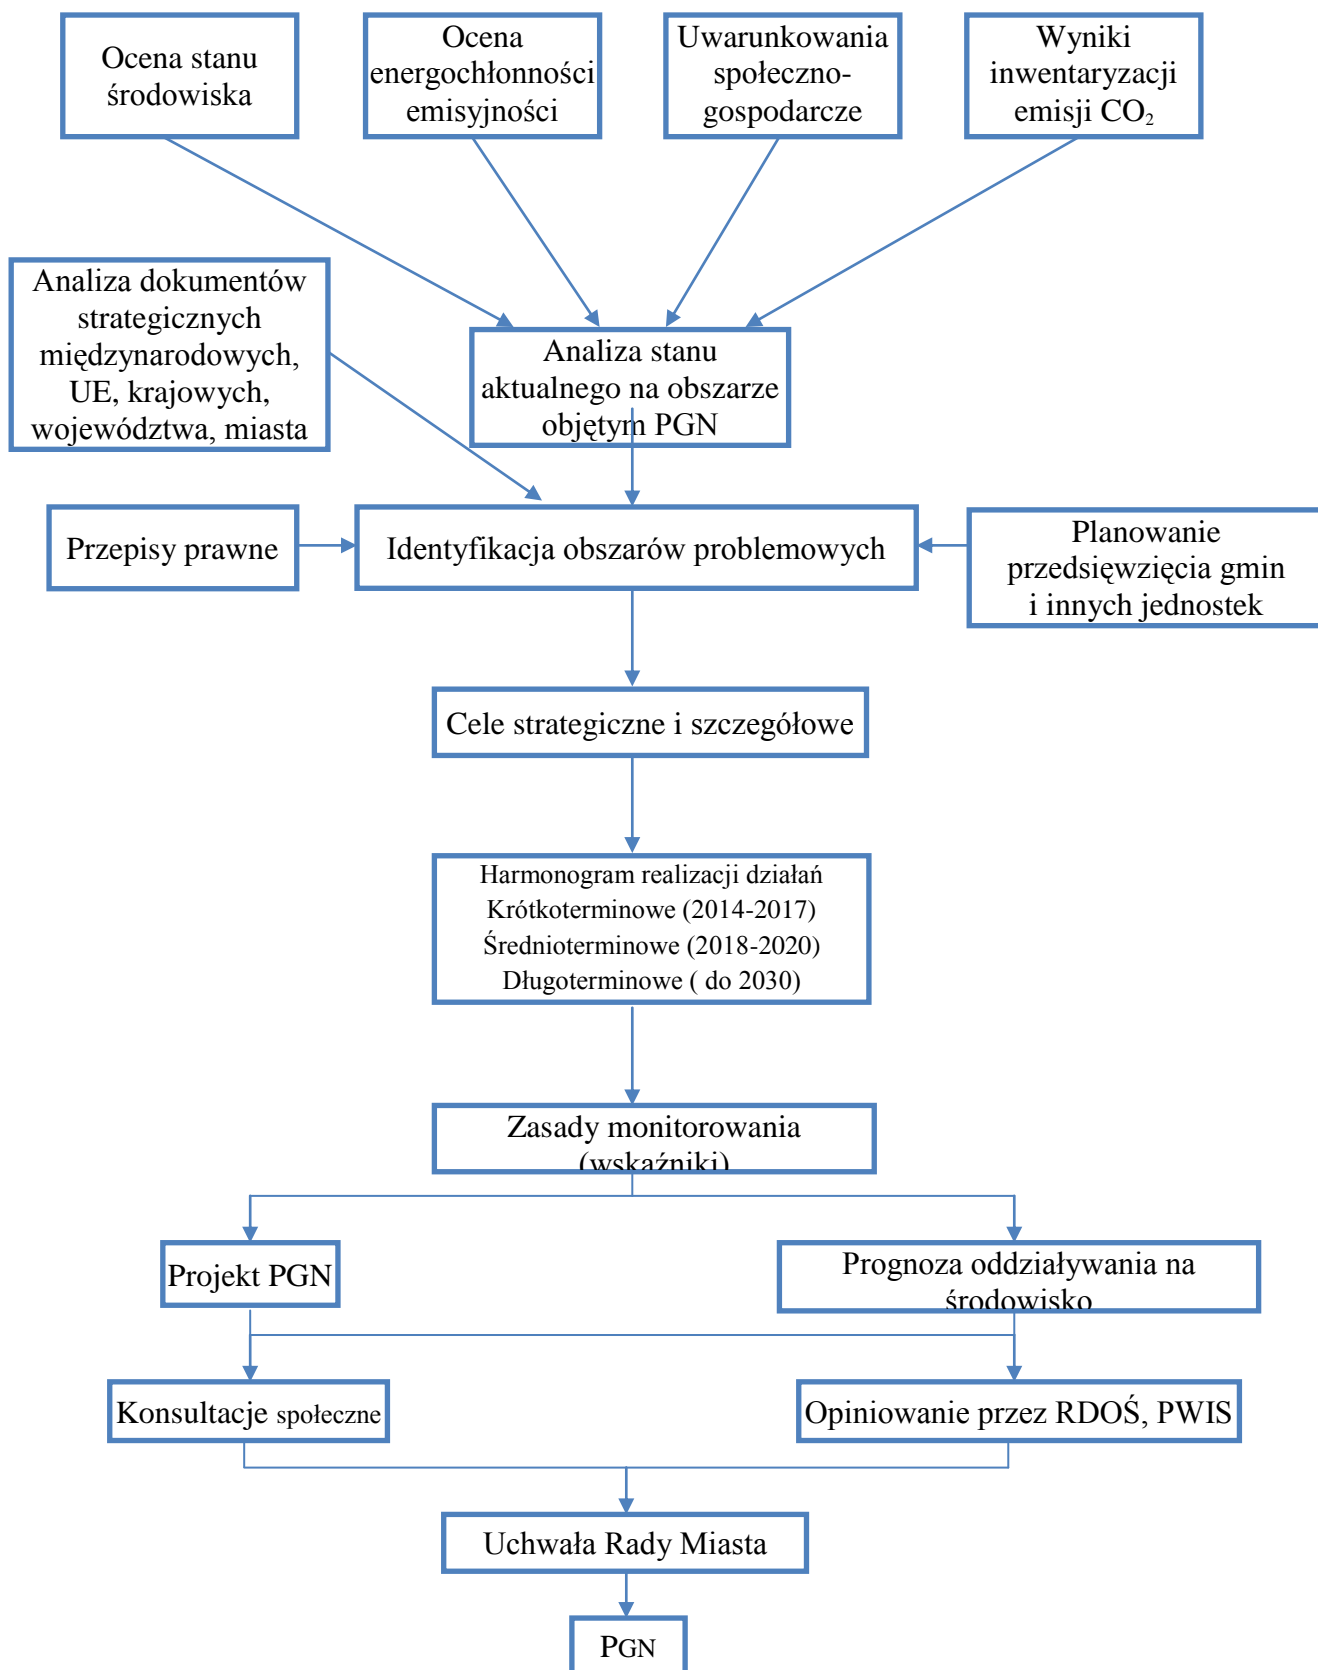 Ocena stanu
środowiska
Ocena
energochłonności
emisyjności
Uwarunkowania
społeczno-
gospodarcze
Wyniki
inwentaryzacji
emisji CO₂
Analiza dokumentów
strategicznych
międzynarodowych,
UE, krajowych,
województwa, miasta
Analiza stanu
aktualnego na obszarze
objętym PGN
Przepisy prawne
Identyfikacja obszarów problemowych
Planowanie
przedsięwzięcia gmin
i innych jednostek
Cele strategiczne i szczegółowe
Harmonogram realizacji działań
Krótkoterminowe (2014-2017)
Średnioterminowe (2018-2020)
Długoterminowe ( do 2030)
Zasady monitorowania
(wskaźniki)
Projekt PGN
Prognoza oddziaływania na
środowisko
Konsultacje społeczne
Opiniowanie przez RDOŚ, PWIS
Uchwała Rady Miasta
PGN